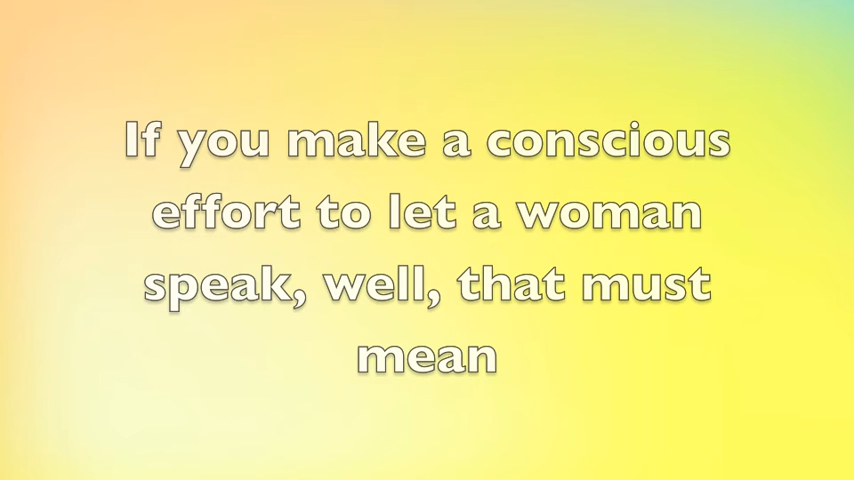 If you make a conscious
effort to let a woman
speak, well, that must
mean